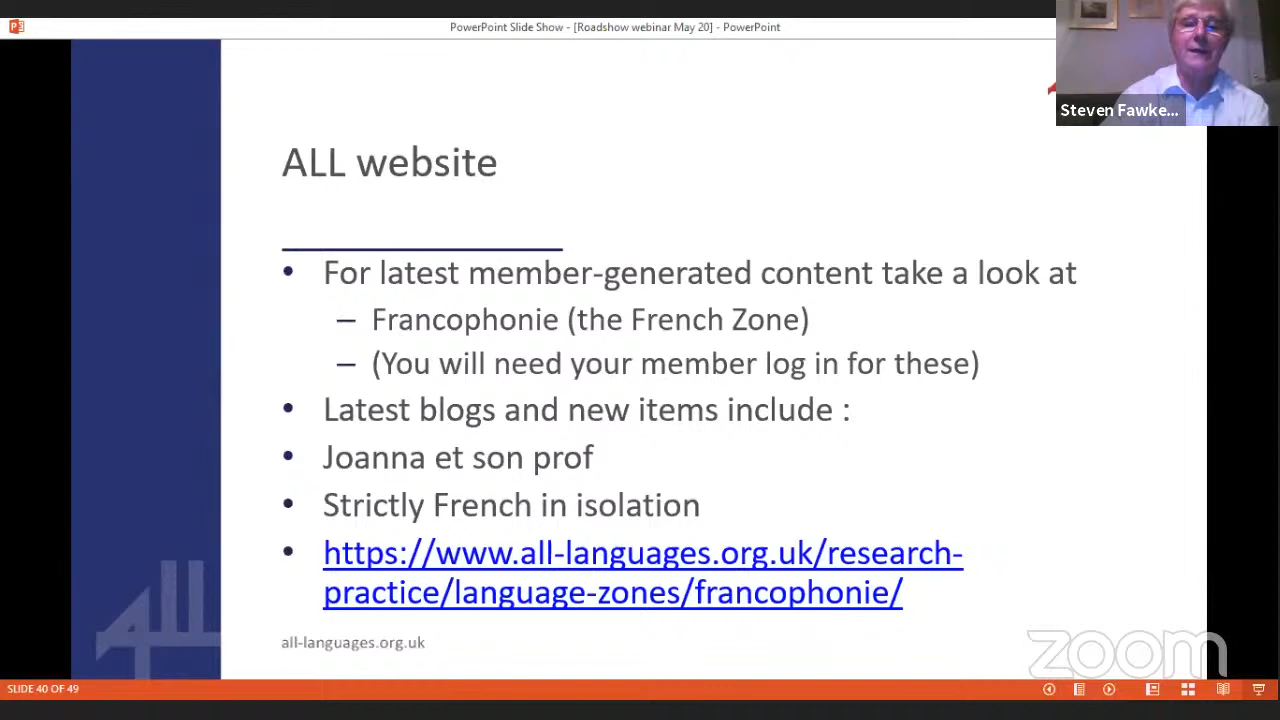 PowerPoint Slide Show - [Roadshow webinar May 20] - PowerPoint
Steven Fawke...
ALL website
• For latest member-generated content take a look at
– Francophonie (the French Zone)
– (You will need your member log in for these)
• Latest blogs and new items include :
• Joanna et son prof
• Strictly French in isolation
• https://www.all-languages.org.uk/research-
practice/language-zones/francophonie/
ALL
all-languages.org.uk
zoom
SLIDE 40 OF 49